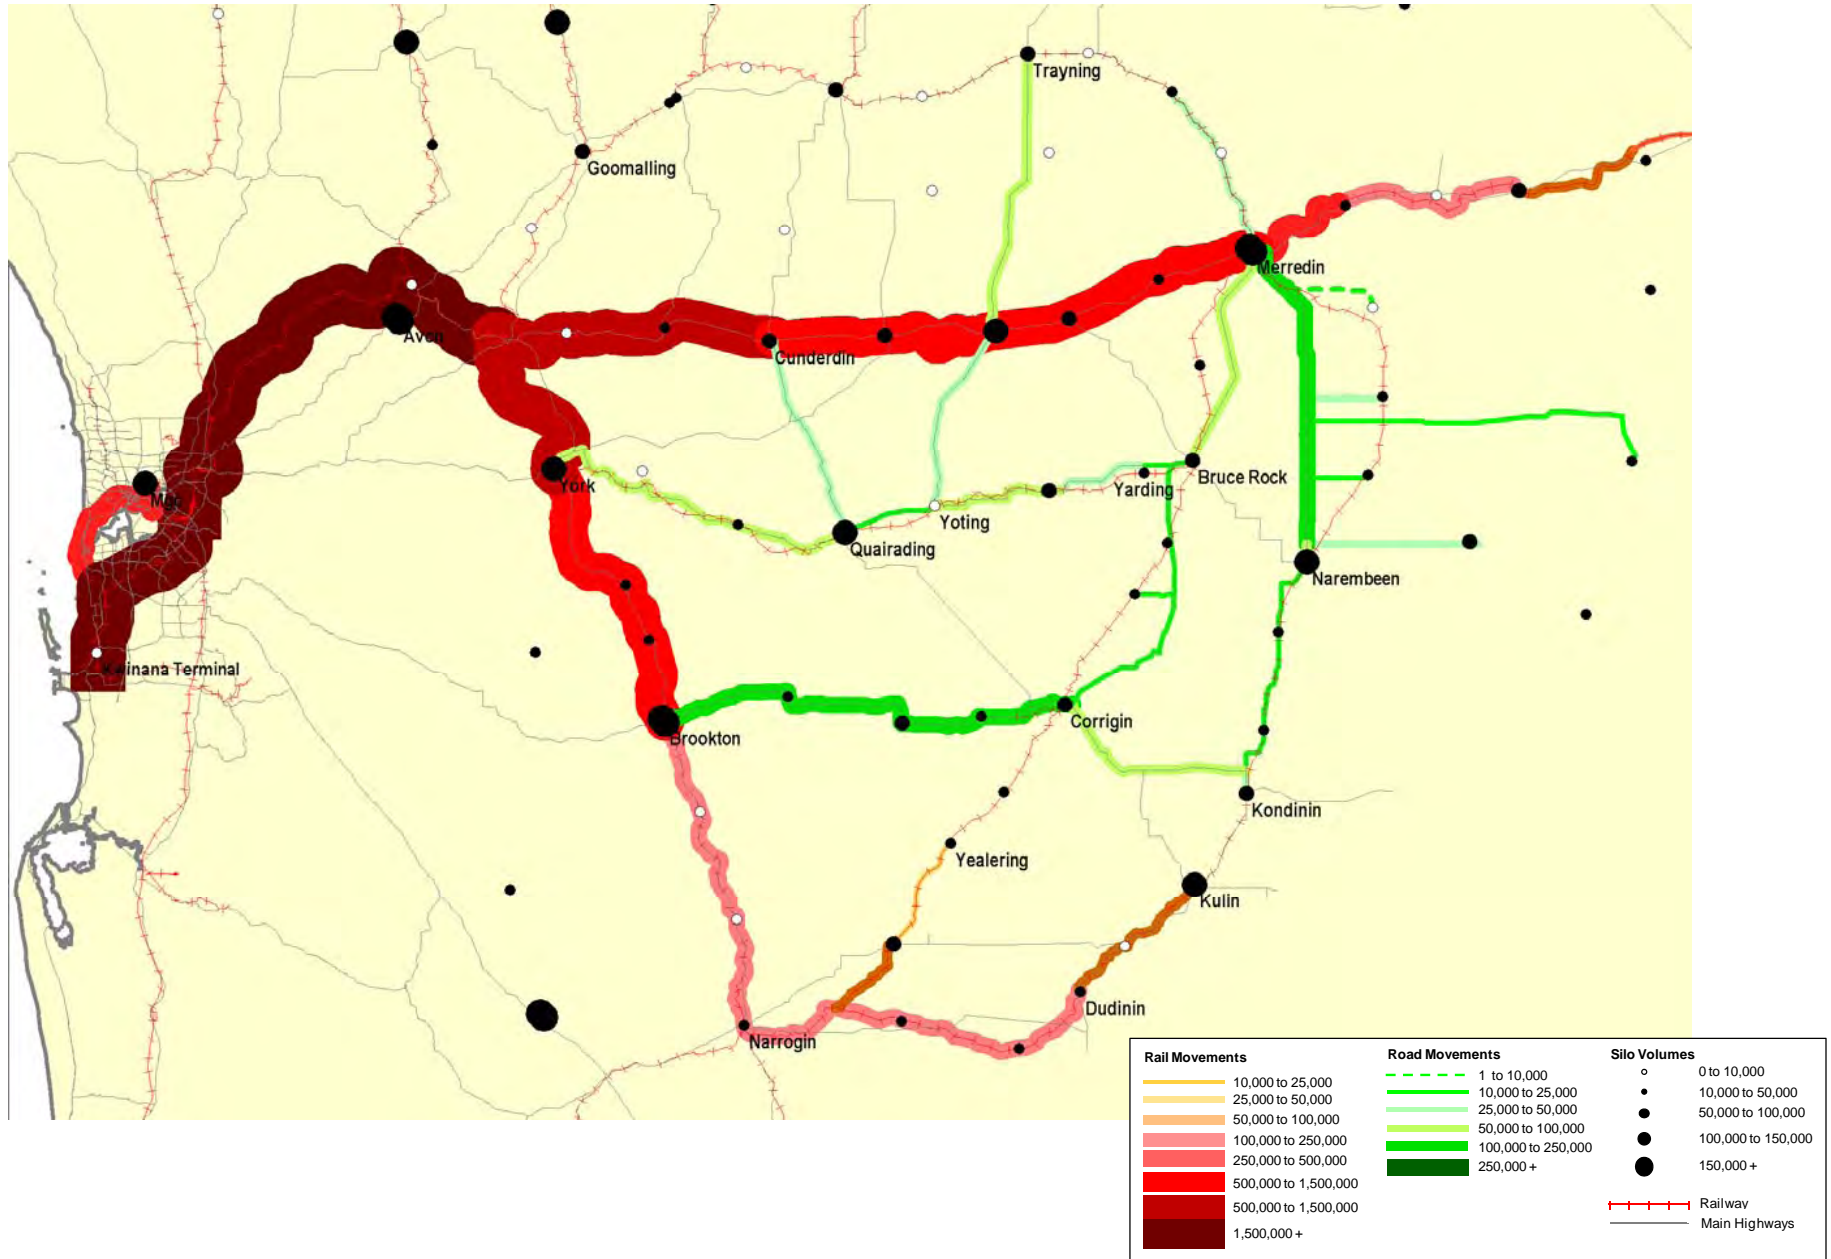 Trayning
Goomalling
Merredin
Avon
Cunderdin
York
Bruce Rock
Yarding
Yoting
Quairading
Narembeen
Kwinana Terminal
Corrigin
Brookton
Kondinin
Yealering
Kulin
Dudinin
Narrogin
Rail Movements
10,000 to 25,000
25,000 to 50,000
50,000 to 100,000
100,000 to 250,000
250,000 to 500,000
500,000 to 1,500,000
500,000 to 1,500,000
1,500,000 +
Road Movements
1 to 10,000
10,000 to 25,000
25,000 to 50,000
50,000 to 100,000
100,000 to 250,000
250,000 +
Silo Volumes
0 to 10,000
10,000 to 50,000
50,000 to 100,000
100,000 to 150,000
150,000 +
Railway
Main Highways